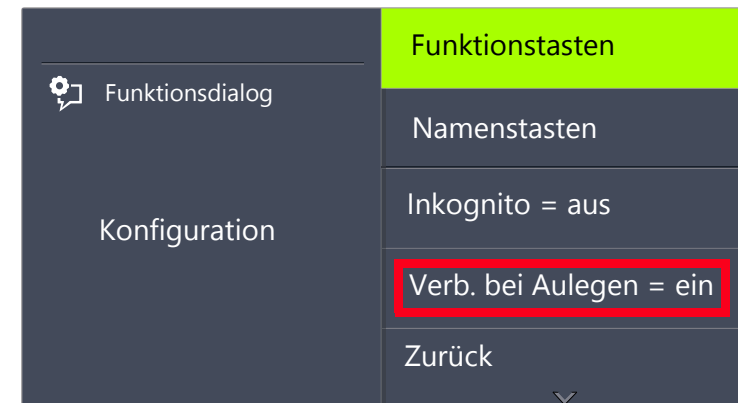 Funktionsdialog
Konfiguration
Funktionstasten
Namenstasten
Inkognito = aus
Verb. bei Aulegen = ein
Zurück